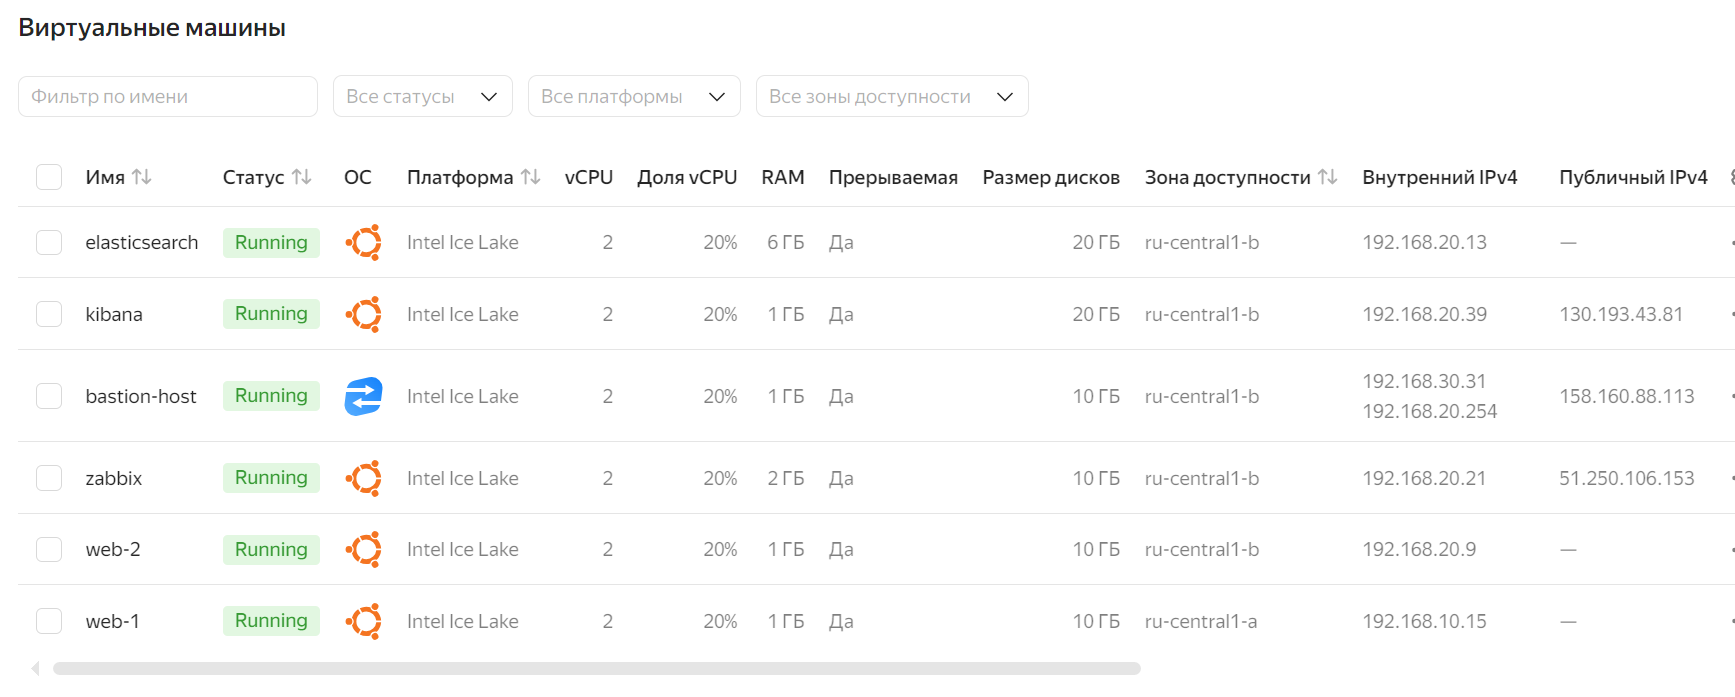 Виртуальные машины
Фильтр по имени Все статусы Все платформы Все зоны доступности
Имя Статус ОС Платформа vCPU Доля vCPU RAM Прерываемая Размер дисков Зона доступности Внутренний IPv4 Публичный IPv4
elasticsearch Running Intel Ice Lake 2 20% 6 ГБ Да 20 ГБ ru-central1-b 192.168.20.13 —
kibana Running Intel Ice Lake 2 20% 1 ГБ Да 20 ГБ ru-central1-b 192.168.20.39 130.193.43.81
bastion-host Running Intel Ice Lake 2 20% 1 ГБ Да 10 ГБ ru-central1-b 192.168.30.31 158.160.88.113
192.168.20.254
zabbix Running Intel Ice Lake 2 20% 2 ГБ Да 10 ГБ ru-central1-b 192.168.20.21 51.250.106.153
web-2 Running Intel Ice Lake 2 20% 1 ГБ Да 10 ГБ ru-central1-b 192.168.20.9 —
web-1 Running Intel Ice Lake 2 20% 1 ГБ Да 10 ГБ ru-central1-a 192.168.10.15 —